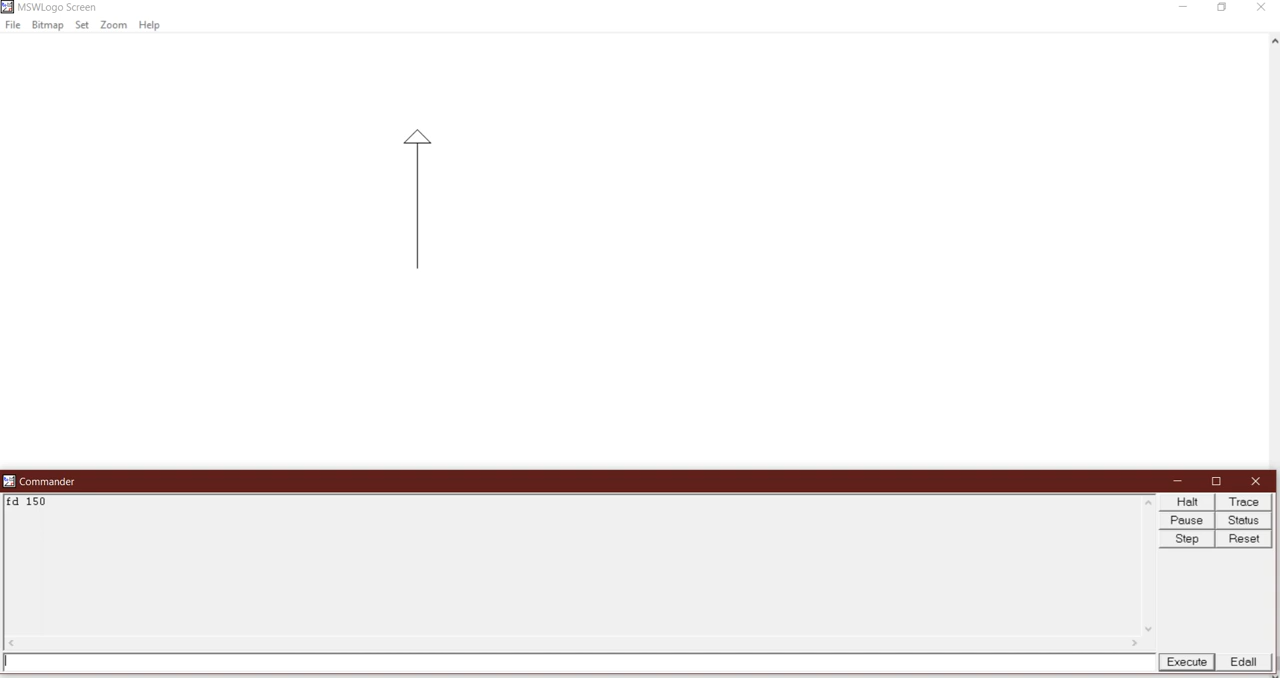 MSWLogo Screen
File Bitmap Set Zoom Help
Commander
fd 150
Halt Trace
Pause Status
Step Reset
Execute Edall